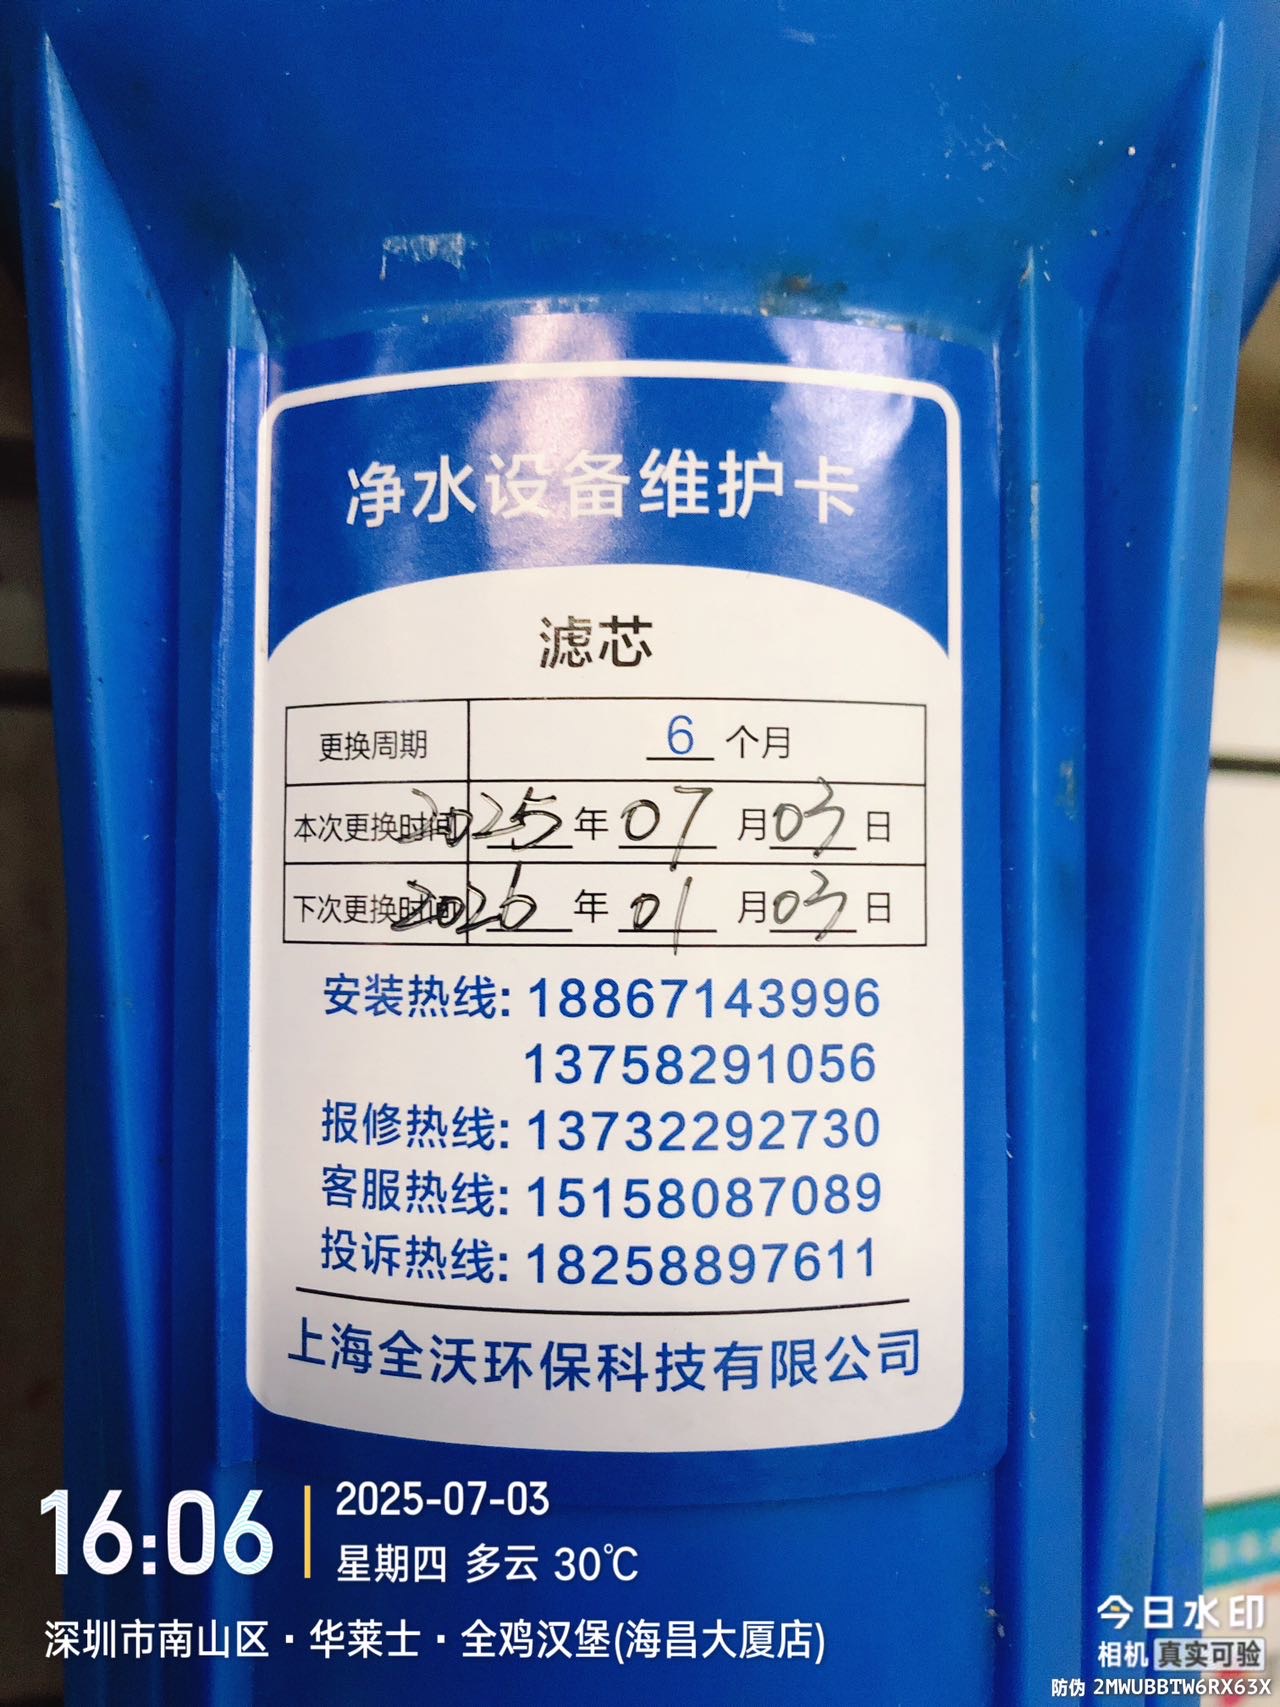 净水设备维护卡
滤芯
更换周期 6 个月
本次更换时间 2025 年 07 月 03 日
下次更换时间 2026 年 01 月 03 日
安装热线: 18867143996
13758291056
报修热线: 13732292730
客服热线: 15158087089
投诉热线: 18258897611
上海全沃环保科技有限公司
16:06
2025-07-03
星期四 多云 30℃
深圳市南山区·华莱士·全鸡汉堡(海昌大厦店)
今日水印
相机 真实可验
防伪 2MWUBBTW6RX63X